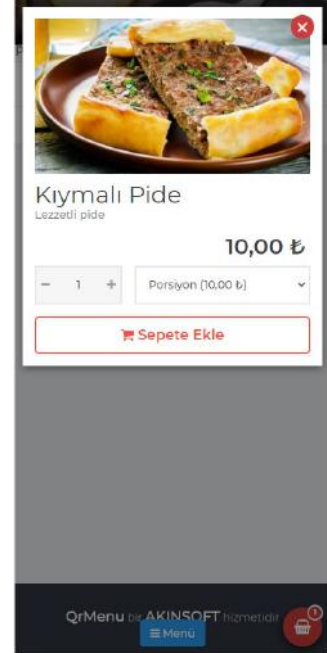 Kıymalı Pide
Lezzetli pide
10,00 ₺
− 1 + Porsiyon (10,00 ₺)
Sepete Ekle
QrMenu bir AKINSOFT hizmetidir
1
Menü